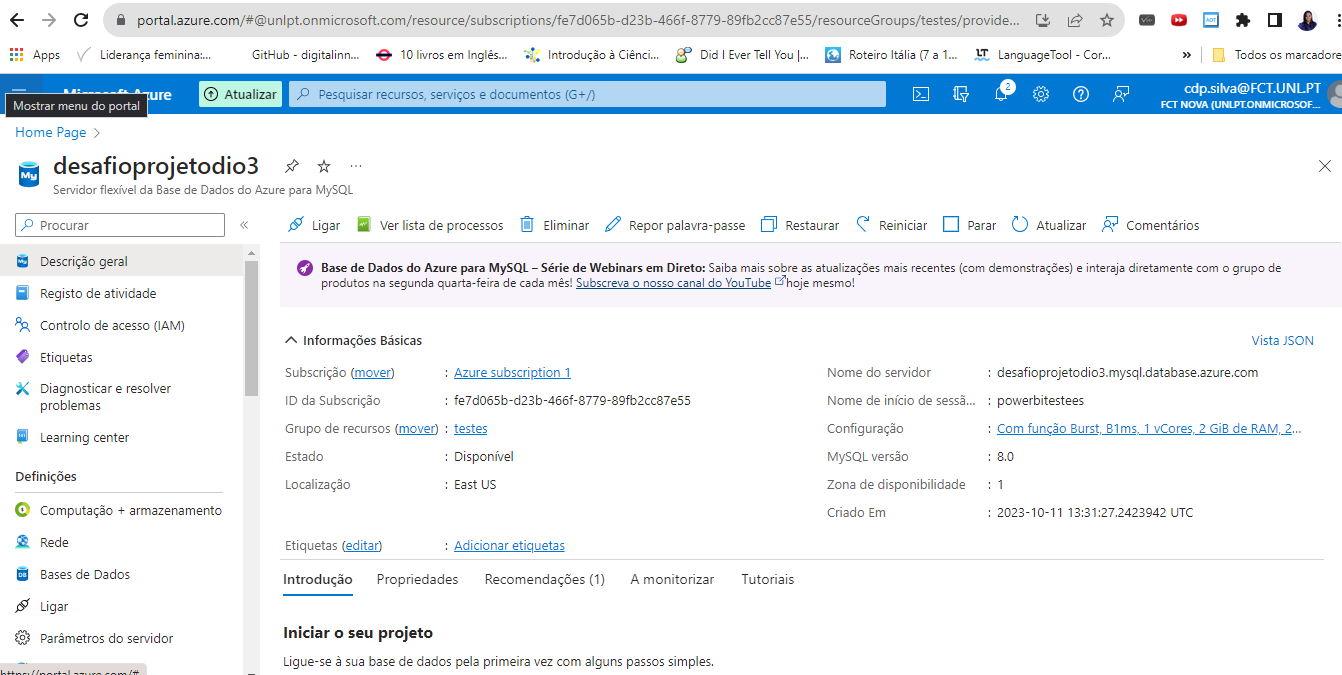 portal.azure.com/#@unlpt.onmicrosoft.com/resource/subscriptions/fe7d065b-d23b-466f-8779-89fb2cc87e55/resourceGroups/testes/provide...
Apps Liderança feminina:... GitHub - digitalinn... 10 livros em Inglês... Introdução à Ciênci... Did I Ever Tell You |... Roteiro Itália (7 a 1... LanguageTool - Cor... » Todos os marcadore
Azure Atualizar Pesquisar recursos, serviços e documentos (G+/) 2 cdp.silva@FCT.UNL.PT
Mostrar menu do portal FCT NOVA (UNLPT.ONMICROSOF...
Home Page >
desafioprojetodio3 ...
Servidor flexível da Base de Dados do Azure para MySQL
Procurar « Ligar Ver lista de processos Eliminar Repor palavra-passe Restaurar Reiniciar Parar Atualizar Comentários
Descrição geral
Registo de atividade
Controlo de acesso (IAM)
Etiquetas
Diagnosticar e resolver
problemas
Learning center
Definições
Computação + armazenamento
Rede
Bases de Dados
Ligar
Parâmetros do servidor
https://portal.azure.com/#
Base de Dados do Azure para MySQL – Série de Webinars em Direto: Saiba mais sobre as atualizações mais recentes (com demonstrações) e interaja diretamente com o grupo de
produtos na segunda quarta-feira de cada mês! Subscreva o nosso canal do YouTube hoje mesmo!
Informações Básicas Vista JSON
Subscrição (mover) : Azure subscription 1
ID da Subscrição : fe7d065b-d23b-466f-8779-89fb2cc87e55
Grupo de recursos (mover) : testes
Estado : Disponível
Localização : East US
Nome do servidor : desafioprojetodio3.mysql.database.azure.com
Nome de início de sessã... : powerbitestees
Configuração : Com função Burst, B1ms, 1 vCores, 2 GiB de RAM, 2...
MySQL versão : 8.0
Zona de disponibilidade : 1
Criado Em : 2023-10-11 13:31:27.2423942 UTC
Etiquetas (editar) : Adicionar etiquetas
Introdução Propriedades Recomendações (1) A monitorizar Tutoriais
Iniciar o seu projeto
Ligue-se à sua base de dados pela primeira vez com alguns passos simples.